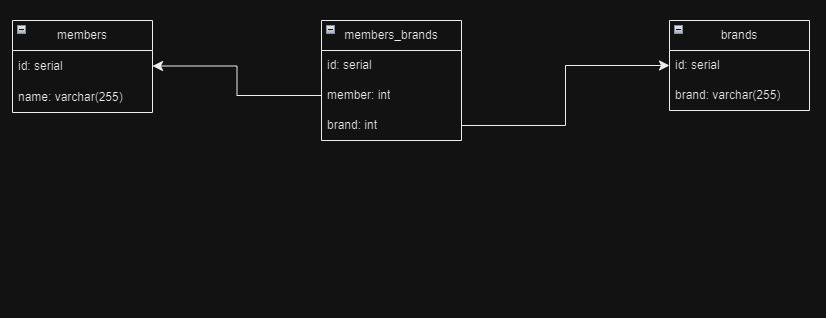 members
id: serial
name: varchar(255)
members_brands
id: serial
member: int
brand: int
brands
id: serial
brand: varchar(255)